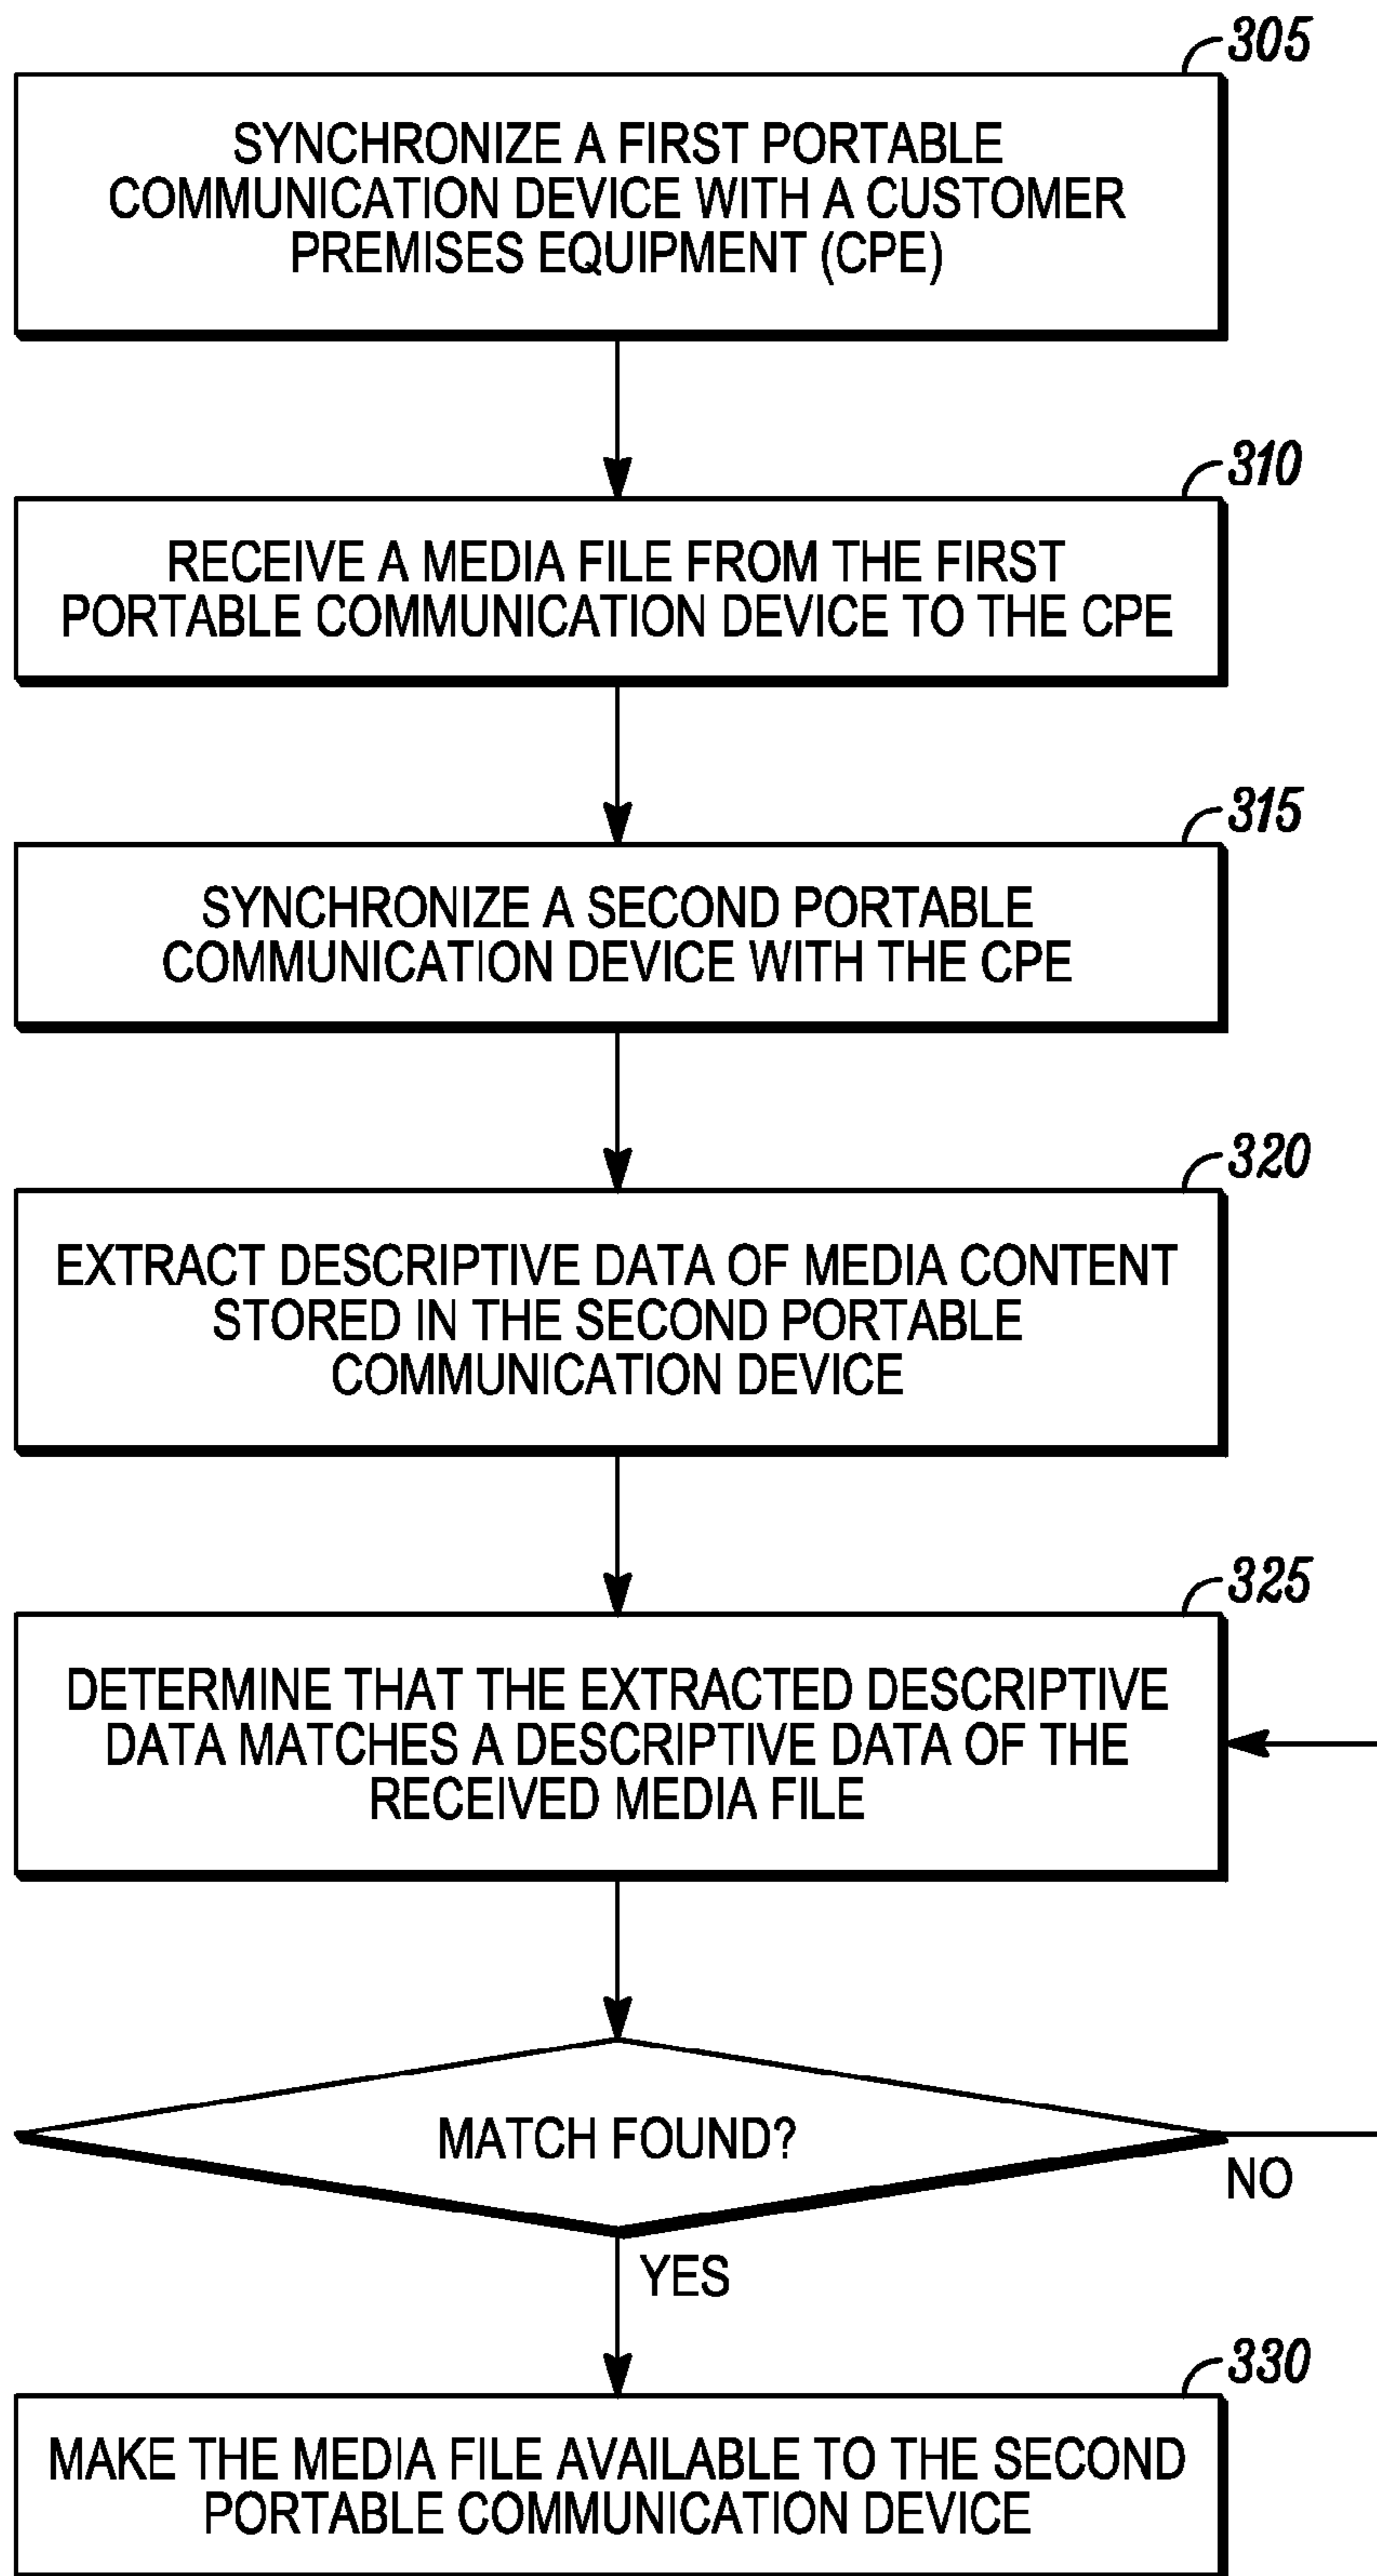 305
SYNCHRONIZE A FIRST PORTABLE
COMMUNICATION DEVICE WITH A CUSTOMER
PREMISES EQUIPMENT (CPE)
310
RECEIVE A MEDIA FILE FROM THE FIRST
PORTABLE COMMUNICATION DEVICE TO THE CPE
315
SYNCHRONIZE A SECOND PORTABLE
COMMUNICATION DEVICE WITH THE CPE
320
EXTRACT DESCRIPTIVE DATA OF MEDIA CONTENT
STORED IN THE SECOND PORTABLE
COMMUNICATION DEVICE
325
DETERMINE THAT THE EXTRACTED DESCRIPTIVE
DATA MATCHES A DESCRIPTIVE DATA OF THE
RECEIVED MEDIA FILE
MATCH FOUND?
NO
YES
330
MAKE THE MEDIA FILE AVAILABLE TO THE SECOND
PORTABLE COMMUNICATION DEVICE